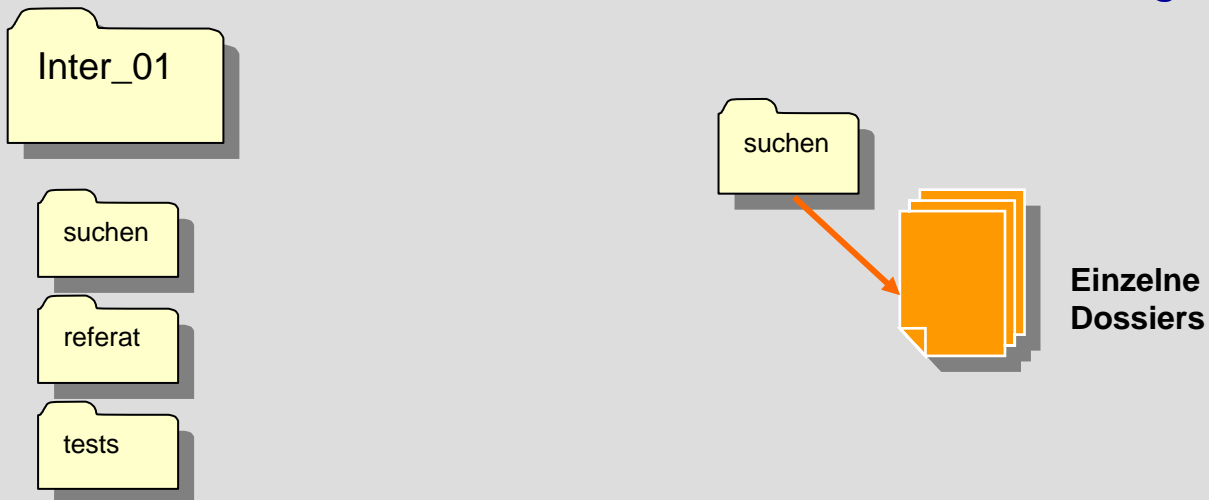 Inter_01
suchen
suchen
Einzelne
Dossiers
referat
tests